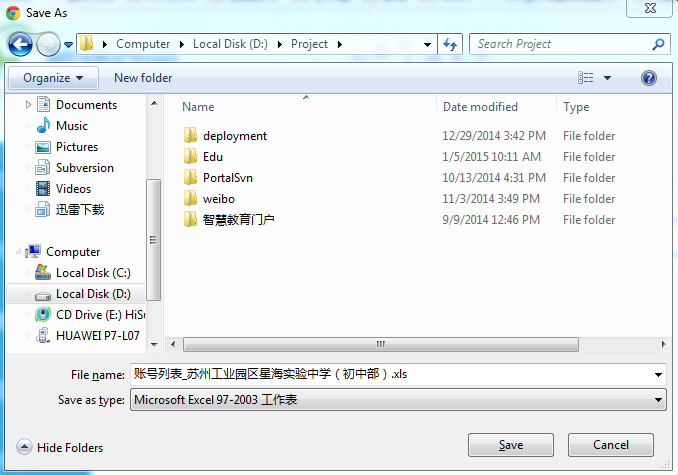 Save As
Computer Local Disk (D:) Project
Search Project
Organize New folder
Documents
Music
Pictures
Subversion
Videos
迅雷下载
Computer
Local Disk (C:)
Local Disk (D:)
CD Drive (E:) HiSu
HUAWEI P7-L07
Name Date modified Type
deployment 12/29/2014 3:42 PM File folder
Edu 1/5/2015 10:11 AM File folder
PortalSvn 10/13/2014 4:31 PM File folder
weibo 11/3/2014 3:49 PM File folder
智慧教育门户 9/9/2014 12:46 PM File folder
File name: 账号列表_苏州工业园区星海实验中学（初中部）.xls
Save as type: Microsoft Excel 97-2003 工作表
Hide Folders
Save Cancel